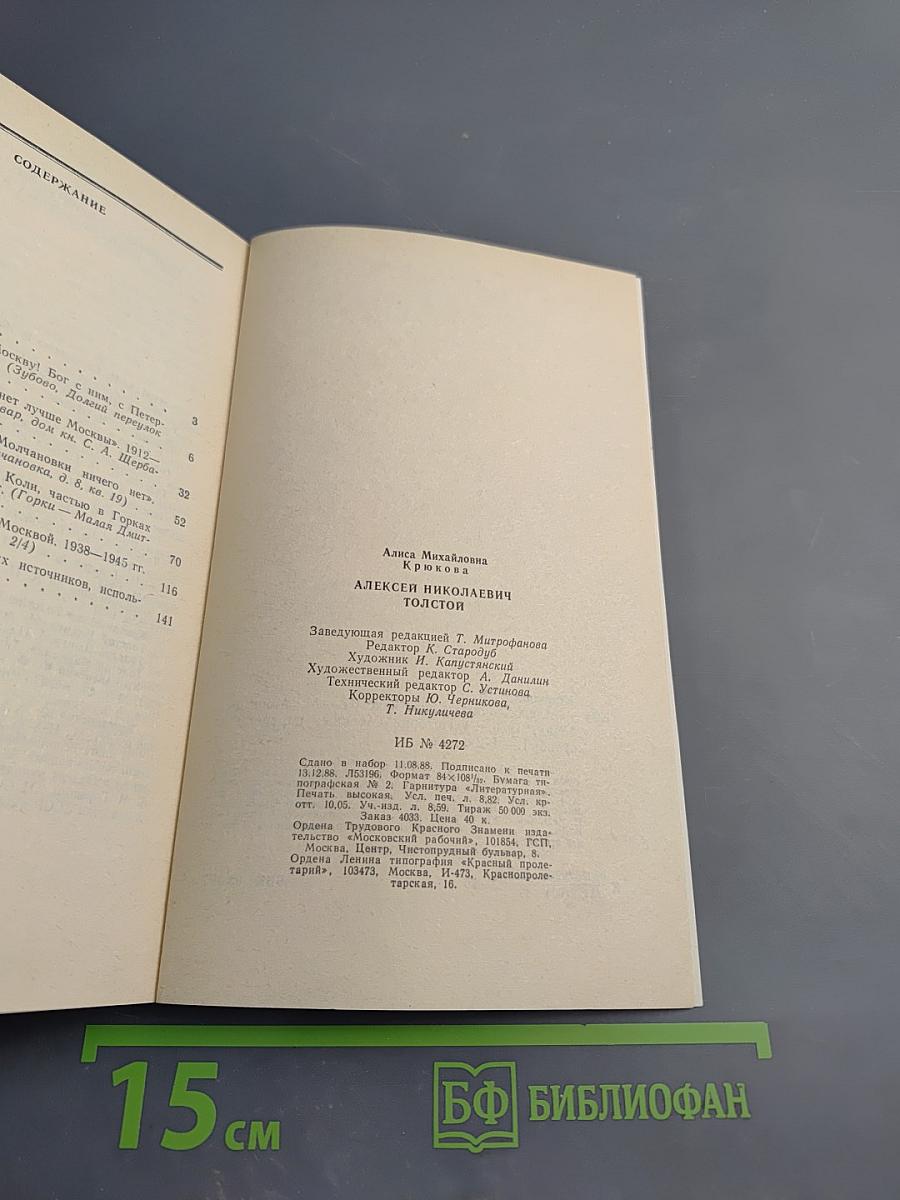 СОДЕРЖАНИЕ
Москву! Бог с ним, с Петер-
(Зубово, Долгий переулок
3
нет лучше Москвы». 1912—
вар, дом кн. С. А. Щерба-
6
Молчановки ничего нет».
чановка, д. 8, кв. 19)
32
Коли, частью в Горках
(Горки — Малая Дмит-
52
70
Москвой. 1938—1945 гг.
2/4)
116
источников, исполь-
141
Алиса Михайловна
Крюкова
АЛЕКСЕЙ НИКОЛАЕВИЧ
ТОЛСТОЙ
Заведующая редакцией Т. Митрофанова
Редактор К. Стародуб
Художник И. Капустянский
Художественный редактор А. Данилин
Технический редактор С. Устинова
Корректоры Ю. Черникова,
Т. Никуличева
ИБ № 4272
Сдано в набор 11.08.88. Подписано к печати
13.12.88. Л53196. Формат 84×108¹/₃₂. Бумага ти-
пографская № 2. Гарнитура «Литературная».
Печать высокая. Усл. печ. л. 8,82. Усл. кр-
отт. 10,05. Уч.-изд. л. 8,59. Тираж 50 000 экз.
Заказ 4033. Цена 40 к.
Ордена Трудового Красного Знамени изда-
тельство «Московский рабочий», 101854, ГСП,
Москва, Центр, Чистопрудный бульвар, 8.
Ордена Ленина типография «Красный проле-
тарий», 103473, Москва, И-473, Краснопроле-
тарская, 16.
15 см
БФ БИБЛИОФАН